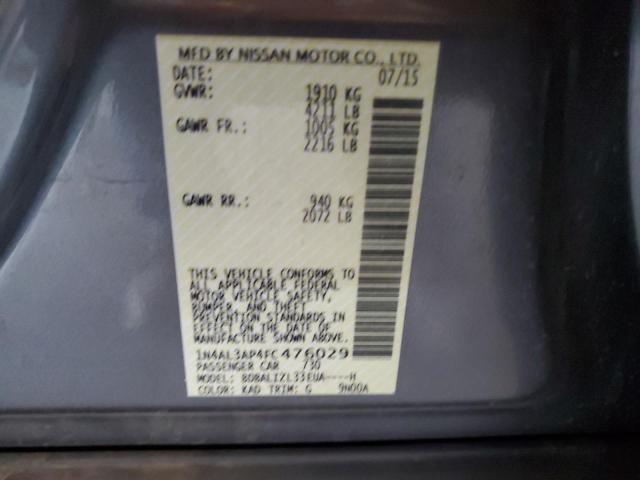 MFD BY NISSAN MOTOR CO., LTD.
DATE: 07/15
GVWR: 1910 KG
4211 LB
GAWR FR.: 1005 KG
2216 LB
GAWR RR.: 940 KG
2072 LB
THIS VEHICLE CONFORMS TO
ALL APPLICABLE FEDERAL
MOTOR VEHICLE SAFETY,
BUMPER, AND THEFT
PREVENTION STANDARDS IN
EFFECT ON THE DATE OF
MANUFACTURE SHOWN ABOVE.
1N4AL3AP4FC476029
PASSENGER CAR 730
MODEL: BDBALIZL33EUA----H
COLOR: KAD TRIM: G 9N00A